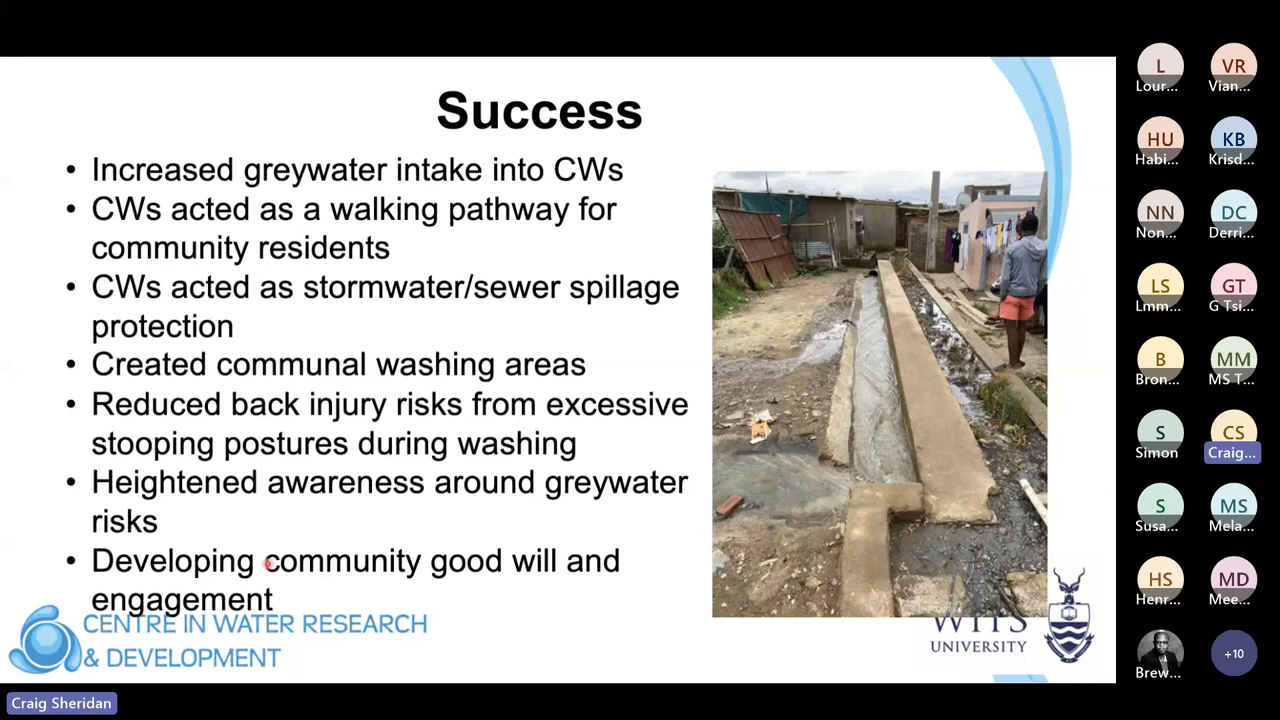 Success
• Increased greywater intake into CWs
• CWs acted as a walking pathway for
community residents
• CWs acted as stormwater/sewer spillage
protection
• Created communal washing areas
• Reduced back injury risks from excessive
stooping postures during washing
• Heightened awareness around greywater
risks
• Developing community good will and
engagement
CENTRE IN WATER RESEARCH
& DEVELOPMENT
WITS
UNIVERSITY
Craig Sheridan
L
Lour...
VR
Vian...
HU
Habi...
KB
Krisd...
NN
Non...
DC
Derri...
LS
Lmm...
GT
G Tsi...
B
Bron...
MM
MS T...
S
Simon
CS
Craig...
S
Susa...
MS
Mela...
HS
Henr...
MD
Mee...
Brew...
+10